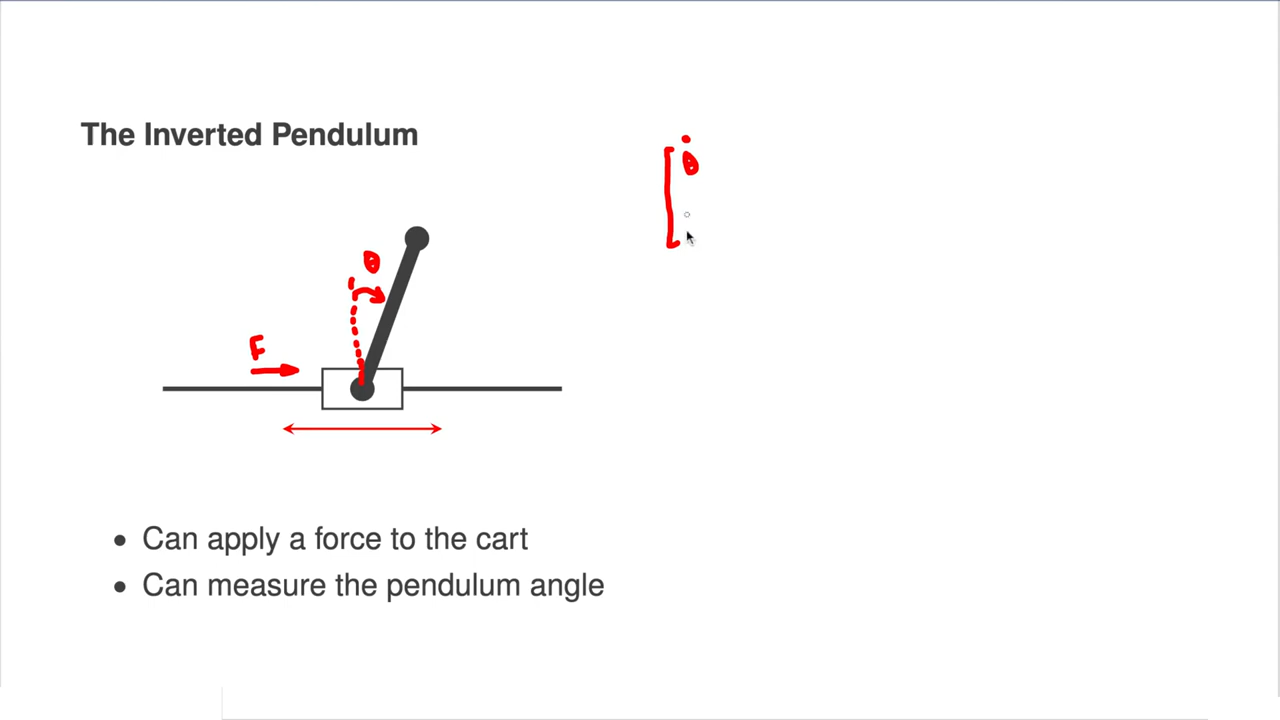 The Inverted Pendulum
θ
F
[θ̇
Can apply a force to the cart
Can measure the pendulum angle